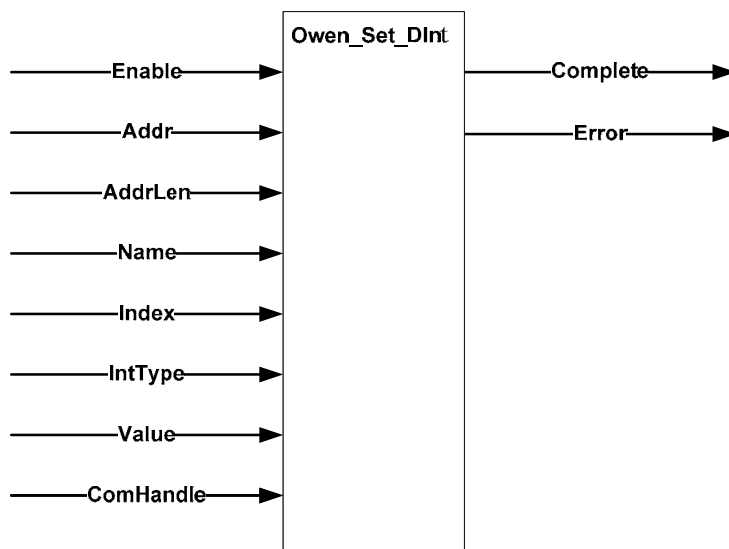 Owen_Set_DInt
Enable
Complete
Addr
Error
AddrLen
Name
Index
IntType
Value
ComHandle